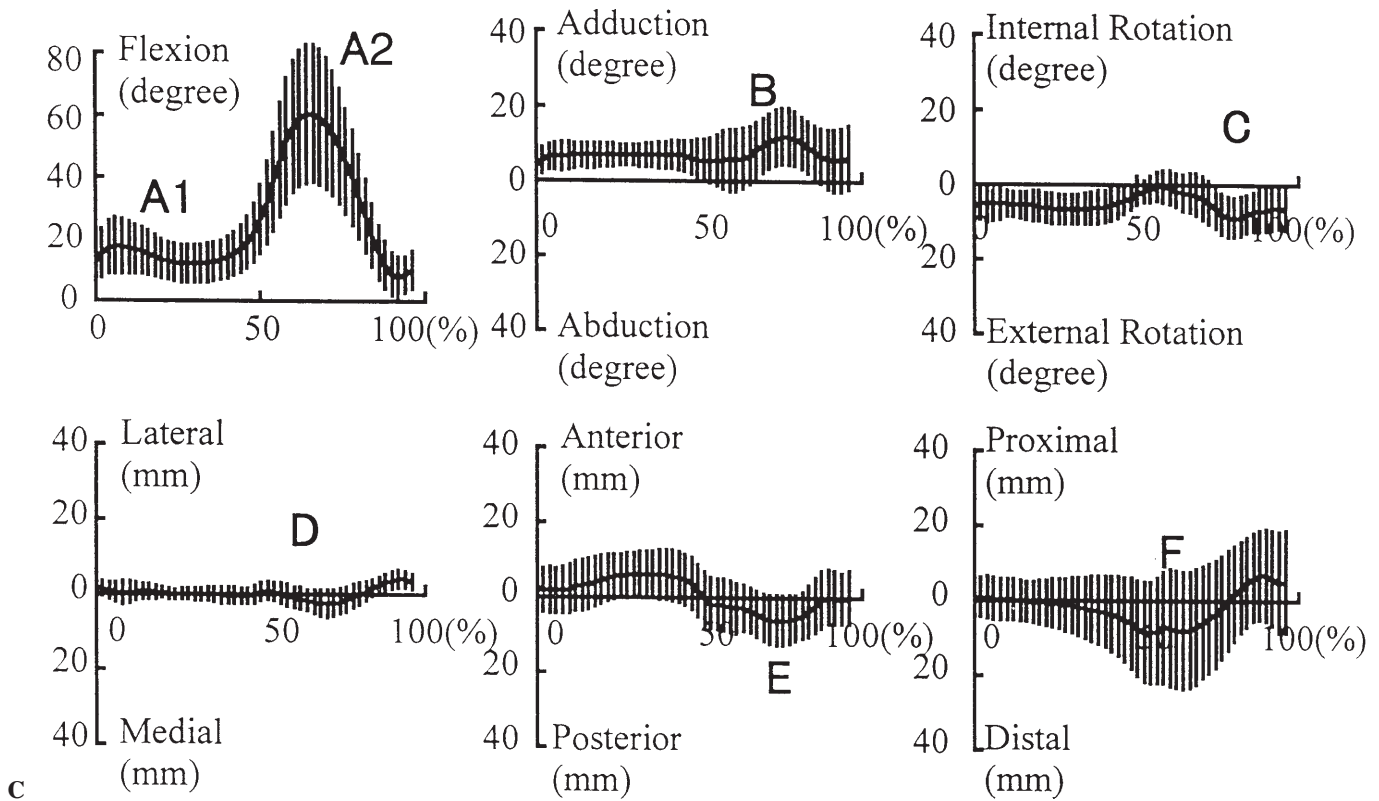 80
Flexion
(degree)
A2
60
40
A1
20
0
0
50
100(%)
40
Adduction
(degree)
B
20
0
0
50
100(%)
20
40
Abduction
(degree)
40
Internal Rotation
(degree)
20
C
0
0
50
100(%)
20
40
External Rotation
(degree)
40
Lateral
(mm)
20
D
0
0
50
100(%)
20
40
Medial
(mm)
40
Anterior
(mm)
20
0
0
50
100(%)
20
E
40
Posterior
(mm)
40
Proximal
(mm)
20
F
0
0
50
100(%)
20
40
Distal
(mm)
C